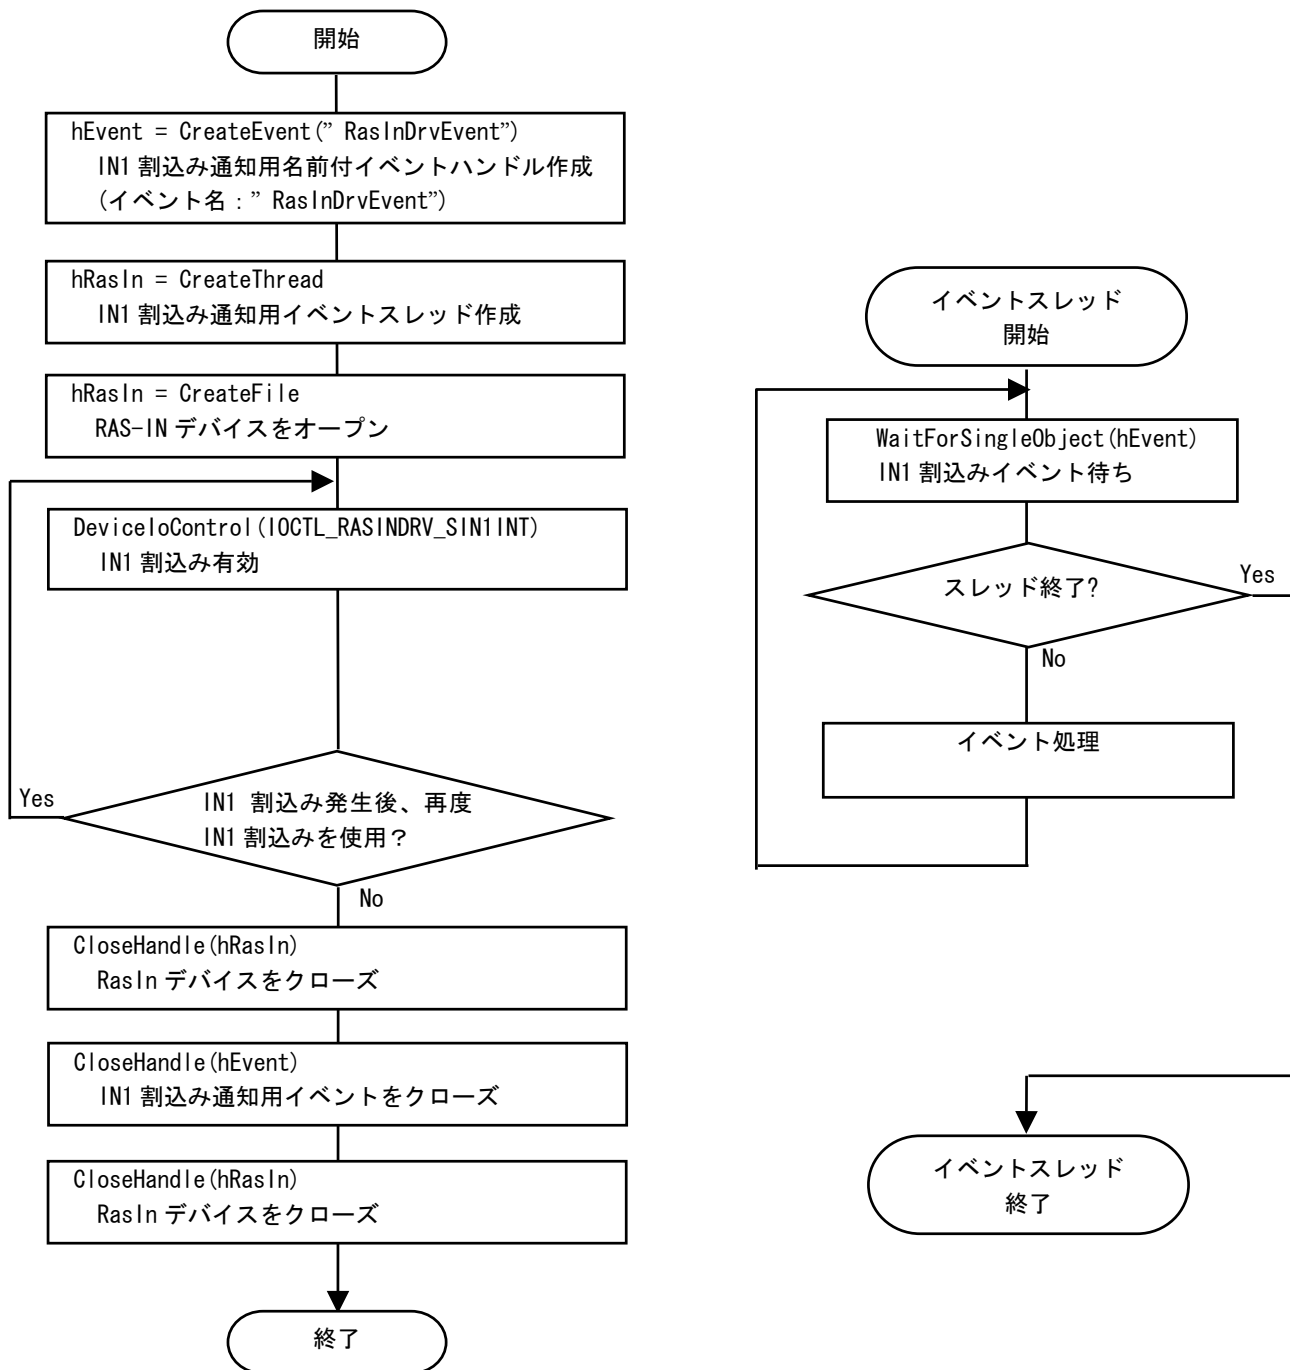 開始
hEvent = CreateEvent(” RasInDrvEvent”)
IN1 割込み通知用名前付イベントハンドル作成
(イベント名：” RasInDrvEvent”)
hRasIn = CreateThread
IN1 割込み通知用イベントスレッド作成
hRasIn = CreateFile
RAS-IN デバイスをオープン
DeviceIoControl(IOCTL_RASINDRV_SIN1INT)
IN1 割込み有効
Yes
IN1 割込み発生後、再度
IN1 割込みを使用？
No
CloseHandle(hRasIn)
RasIn デバイスをクローズ
CloseHandle(hEvent)
IN1 割込み通知用イベントをクローズ
CloseHandle(hRasIn)
RasIn デバイスをクローズ
終了
イベントスレッド
開始
WaitForSingleObject(hEvent)
IN1 割込みイベント待ち
スレッド終了?
Yes
No
イベント処理
イベントスレッド
終了